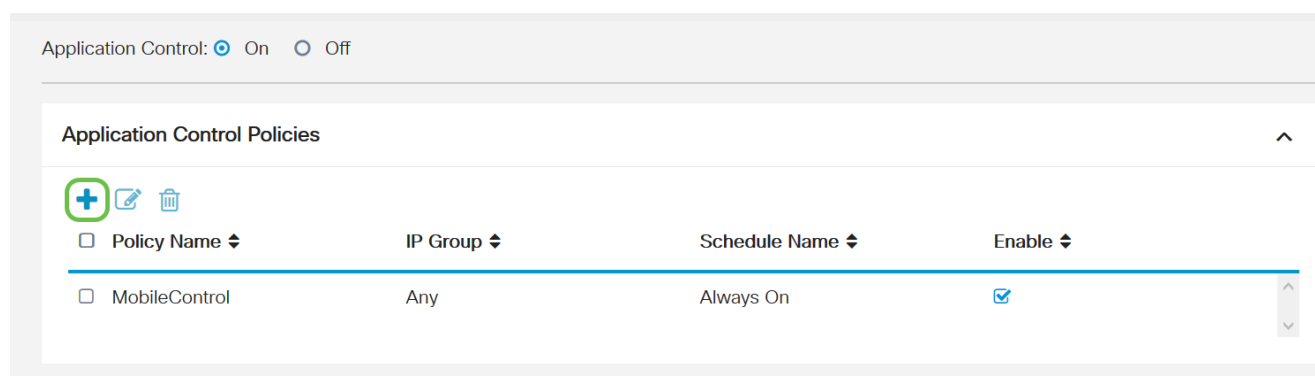 Application Control: On Off
Application Control Policies
Policy Name IP Group Schedule Name Enable
MobileControl Any Always On